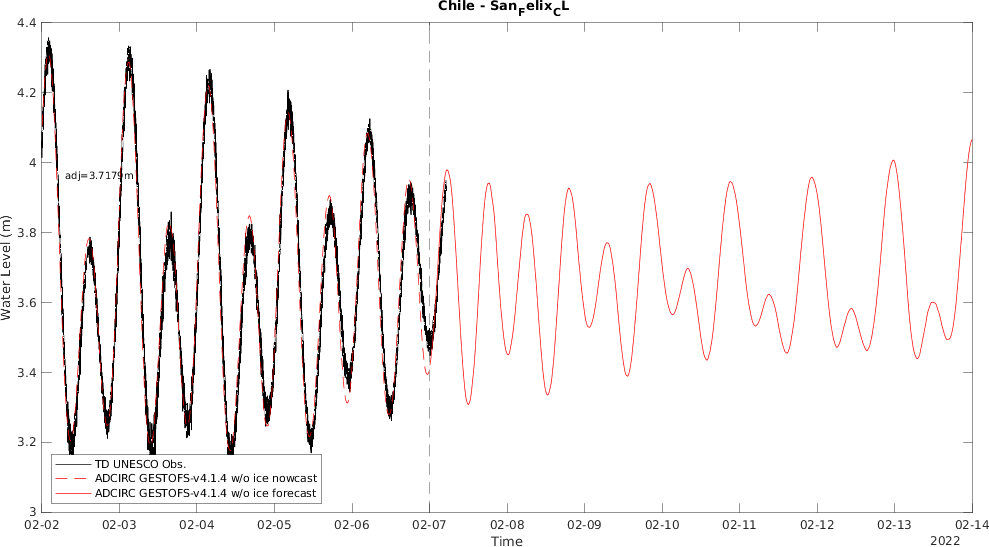 Chile - San_Felix_CL
4.4
4.2
4
3.8
3.6
3.4
3.2
3
Water Level (m)
adj=3.7179m
TD UNESCO Obs.
ADCIRC GESTOFS-v4.1.4 w/o ice nowcast
ADCIRC GESTOFS-v4.1.4 w/o ice forecast
02-02 02-03 02-04 02-05 02-06 02-07 02-08 02-09 02-10 02-11 02-12 02-13 02-14
Time
2022